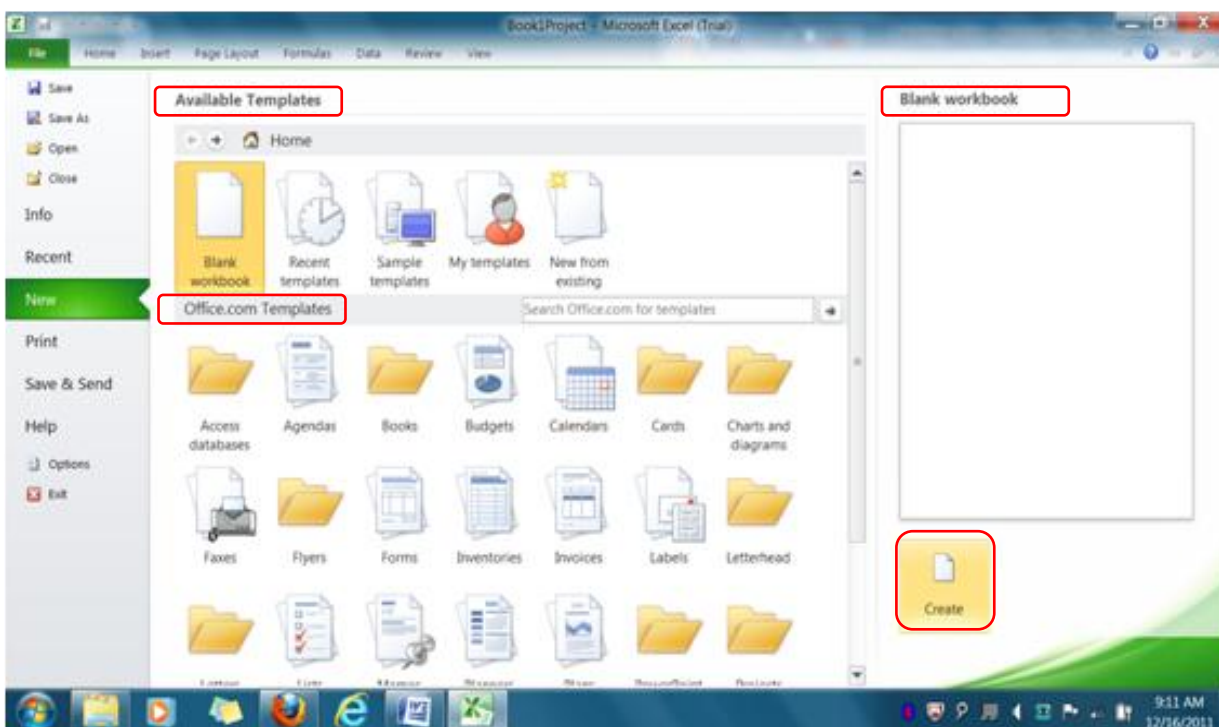 Book1Project - Microsoft Excel (Trial)
File Home Insert Page Layout Formulas Data Review View
Save
Save As
Open
Close
Info
Recent
New
Print
Save & Send
Help
Options
Exit
Available Templates
Home
Blank workbook
Recent templates
Sample templates
My templates
New from existing
Office.com Templates
Search Office.com for templates
Access databases
Agendas
Books
Budgets
Calendars
Cards
Charts and diagrams
Faxes
Flyers
Forms
Inventories
Invoices
Labels
Letterhead
Blank workbook
Create
9:11 AM
12/16/201